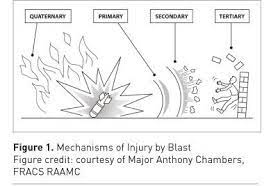 QUATERNARY PRIMARY SECONDARY TERTIARY
Figure 1. Mechanisms of Injury by Blast
Figure credit: courtesy of Major Anthony Chambers,
FRACS RAAMC